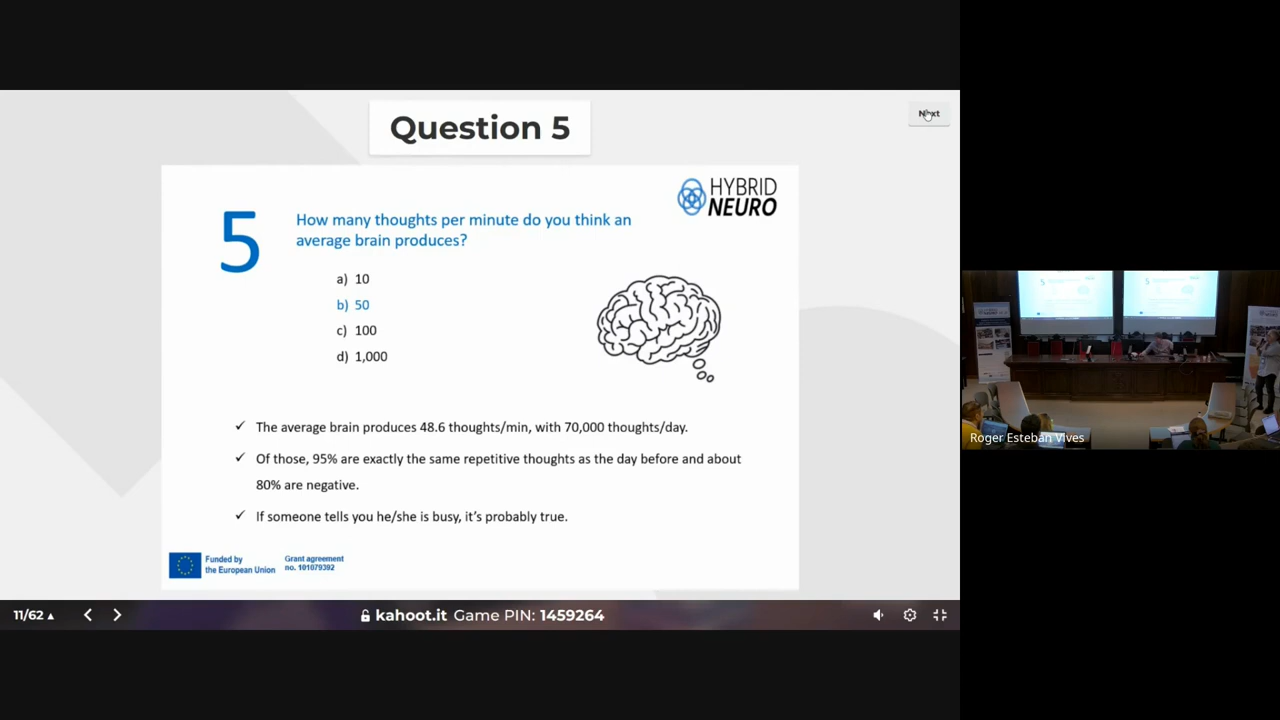 Question 5
Next
HYBRID
NEURO
5
How many thoughts per minute do you think an
average brain produces?
a) 10
b) 50
c) 100
d) 1,000
✓ The average brain produces 48.6 thoughts/min, with 70,000 thoughts/day.
✓ Of those, 95% are exactly the same repetitive thoughts as the day before and about
80% are negative.
✓ If someone tells you he/she is busy, it's probably true.
Funded by
the European Union
Grant agreement
no. 101079392
11/62
kahoot.it Game PIN: 1459264
Roger Esteban Vives